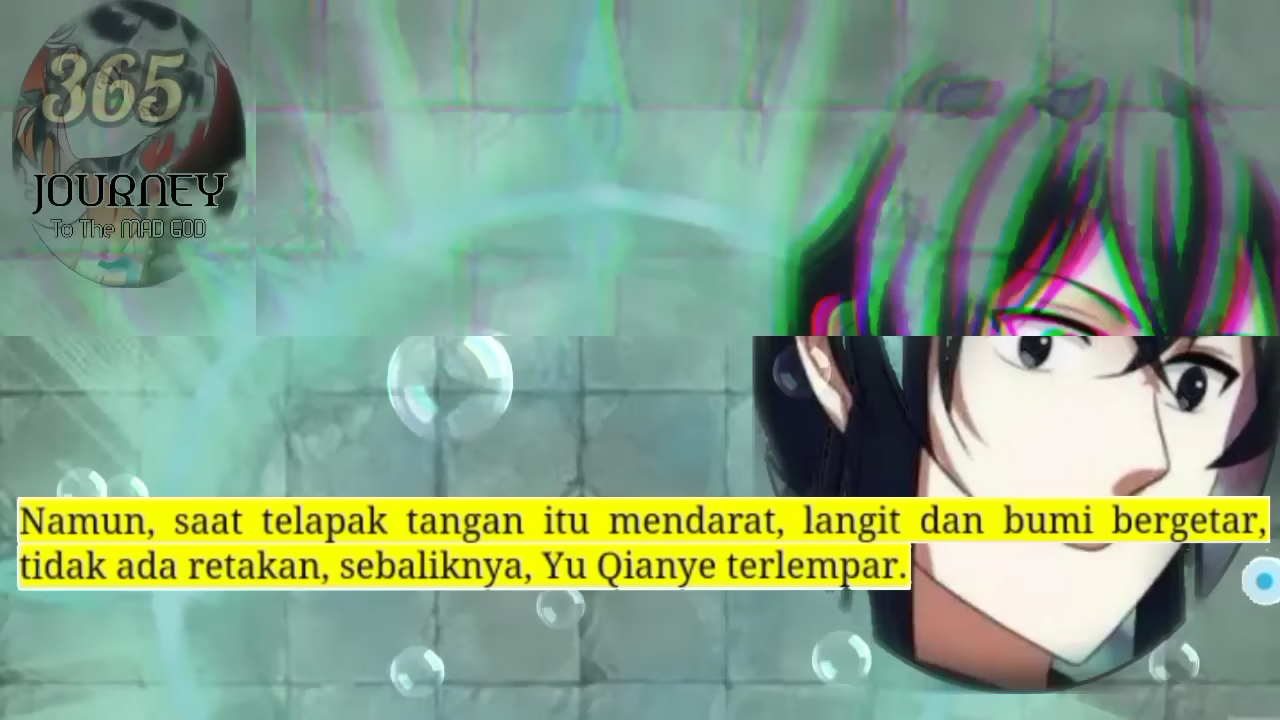 365
JOURNEY
To The MAD GOD
Namun, saat telapak tangan itu mendarat, langit dan bumi bergetar,
tidak ada retakan, sebaliknya, Yu Qianye terlempar.